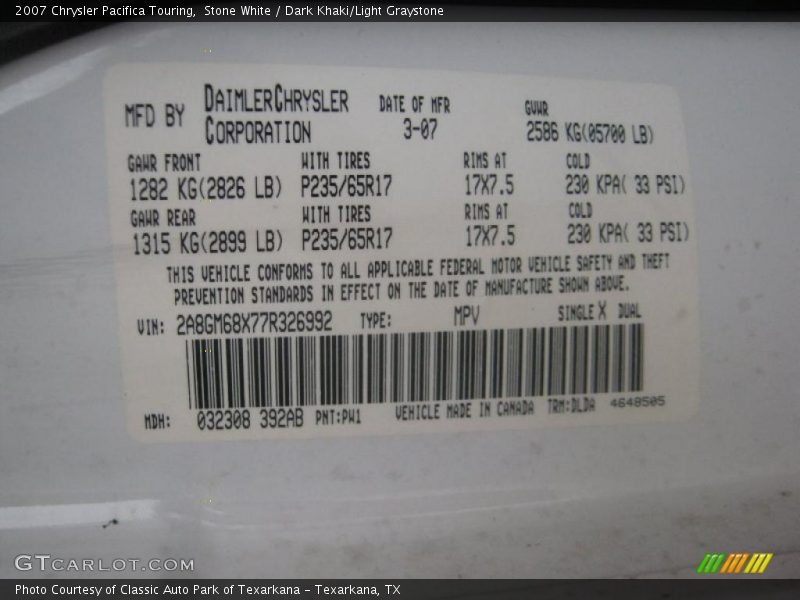 2007 Chrysler Pacifica Touring, Stone White / Dark Khaki/Light Graystone
MFD BY DAIMLERCHRYSLER CORPORATION DATE OF MFR 3-07 GVWR 2586 KG(05700 LB)
GAWR FRONT WITH TIRES RIMS AT COLD
1282 KG(2826 LB) P235/65R17 17X7.5 230 KPA( 33 PSI)
GAWR REAR WITH TIRES RIMS AT COLD
1315 KG(2899 LB) P235/65R17 17X7.5 230 KPA( 33 PSI)
THIS VEHICLE CONFORMS TO ALL APPLICABLE FEDERAL MOTOR VEHICLE SAFETY AND THEFT
PREVENTION STANDARDS IN EFFECT ON THE DATE OF MANUFACTURE SHOWN ABOVE.
VIN: 2A8GM68X77R326992 TYPE: MPV SINGLE X DUAL
MDH: 032308 392AB PNT:PW1 VEHICLE MADE IN CANADA TRM:DLDA 4648505
GTCARLOT.COM
Photo Courtesy of Classic Auto Park of Texarkana – Texarkana, TX